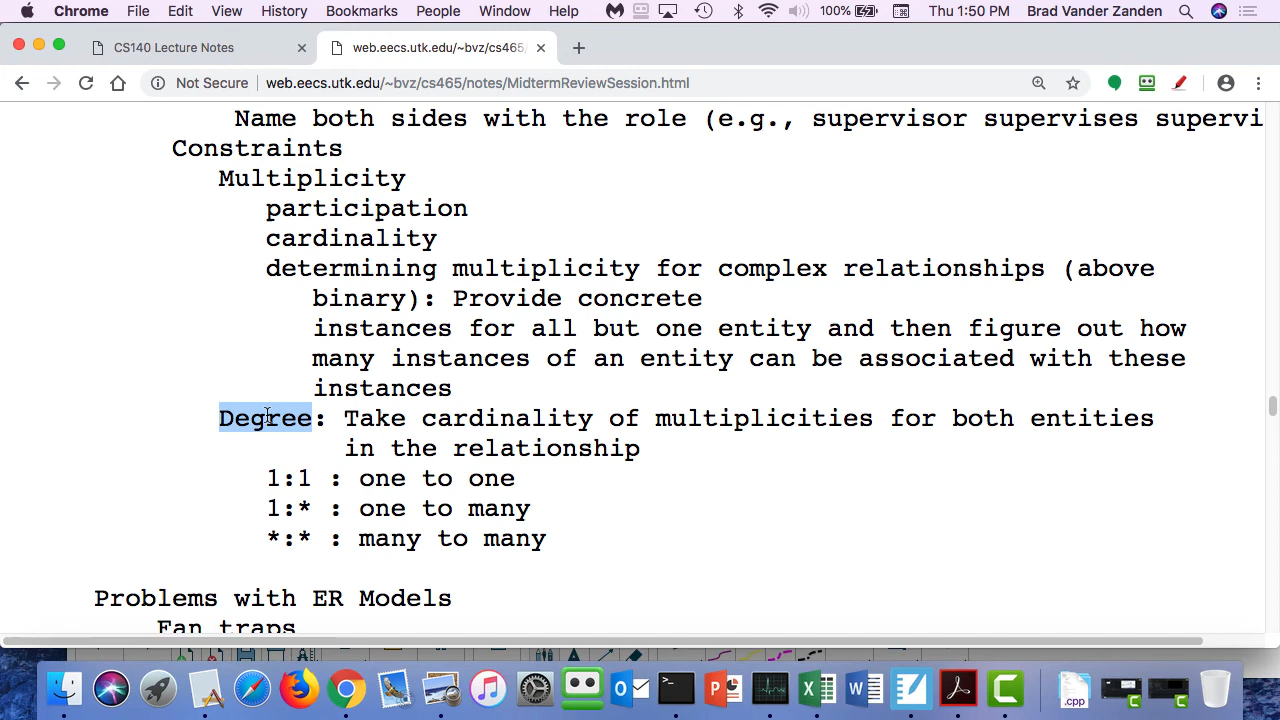 Chrome File Edit View History Bookmarks People Window Help 100% Thu 1:50 PM Brad Vander Zanden
CS140 Lecture Notes
web.eecs.utk.edu/~bvz/cs465/
Not Secure web.eecs.utk.edu/~bvz/cs465/notes/MidtermReviewSession.html
Name both sides with the role (e.g., supervisor supervises supervi
Constraints
Multiplicity
participation
cardinality
determining multiplicity for complex relationships (above
binary): Provide concrete
instances for all but one entity and then figure out how
many instances of an entity can be associated with these
instances
Degree: Take cardinality of multiplicities for both entities
in the relationship
1:1 : one to one
1:* : one to many
*:* : many to many
Problems with ER Models
Fan traps
.cpp